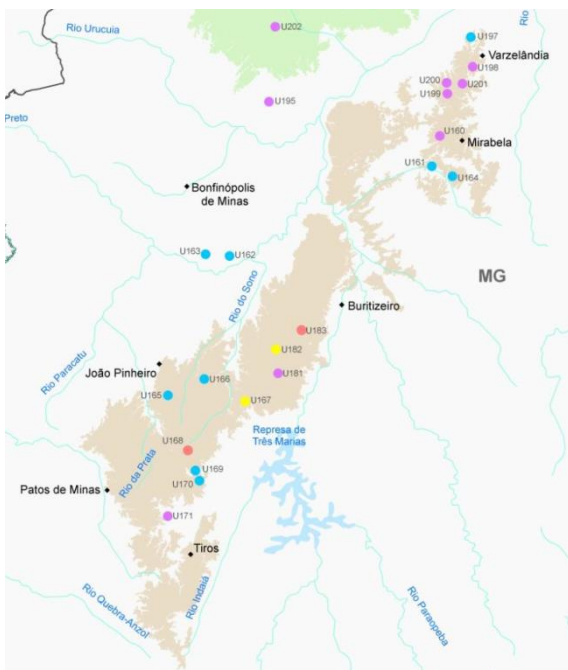 U202
Rio Urucuia
Rio
U197
Varzelândia
U198
U200
U201
U199
U195
Preto
U160
Mirabela
U161
U164
Bonfinópolis
de Minas
U163
U162
MG
Rio do Sono
Buritizeiro
U183
Rio Paracatu
U182
João Pinheiro
U181
U166
U165
U167
Represa de
Três Marias
U168
Rio da Prata
U169
U170
Patos de Minas
U171
Tiros
Rio Indaiá
Rio Quebra-Anzol
Rio Paraopeba